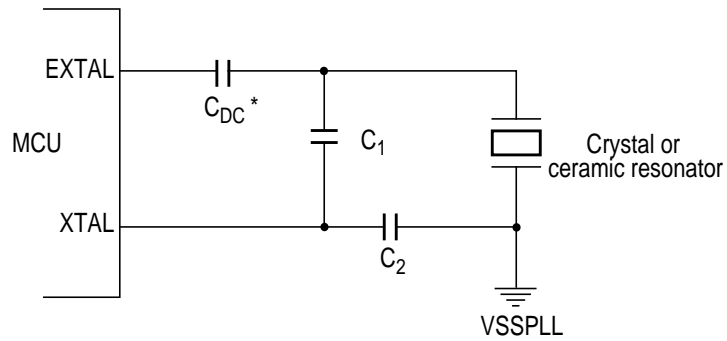 EXTAL
C_DC *
MCU
C_1
Crystal or
ceramic resonator
XTAL
C_2
VSSPLL